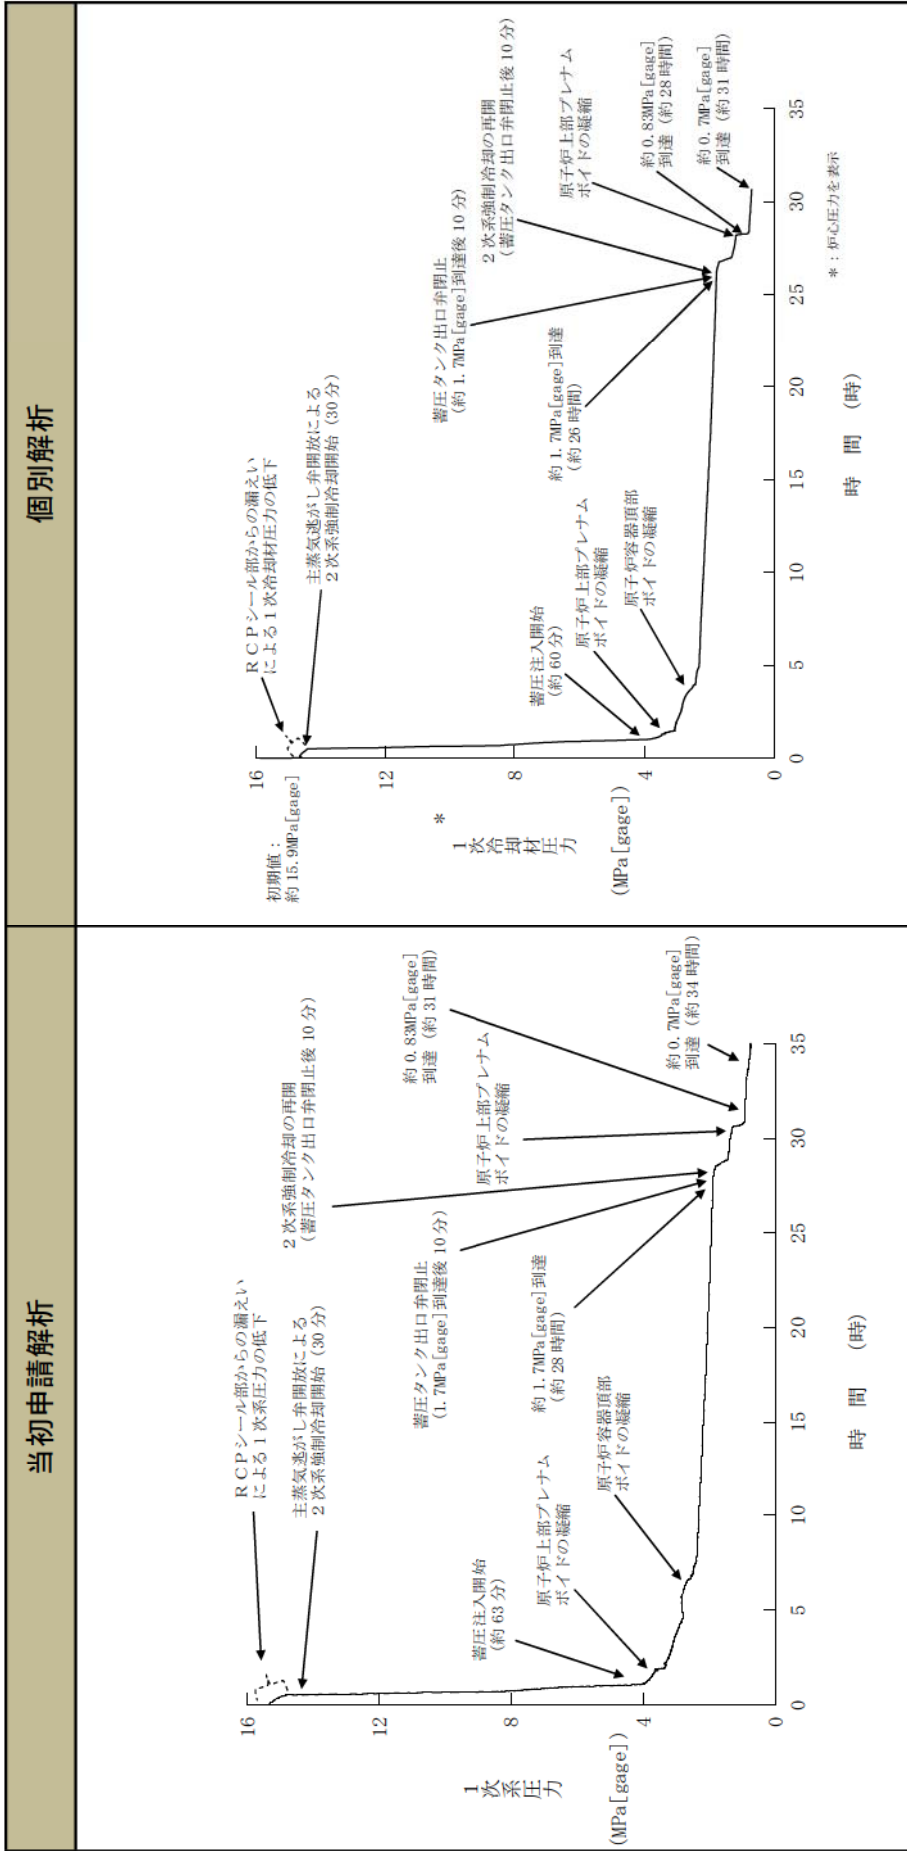 当初申請解析
RCPシール部からの漏えい
による1次系圧力の低下
主蒸気逃がし弁開放による
2次系強制冷却開始 (30分)
2次系強制冷却の再開
(蓄圧タンク出口弁閉止後10分)
約0.83MPa[gage]
到達 (約31時間)
蓄圧タンク出口弁閉止
(1.7MPa[gage]到達後10分)
原子炉上部プレナム
ボイドの凝縮
蓄圧注入開始
(約63分)
原子炉上部プレナム
ボイドの凝縮
約1.7MPa[gage]到達
(約28時間)
原子炉容器頂部
ボイドの凝縮
約0.7MPa[gage]
到達 (約34時間)
1次系圧力
(MPa[gage])
16
12
8
4
0
0
5
10
15
20
25
30
35
時 間 (時)
個別解析
初期値:
約15.9MPa[gage]
RCPシール部からの漏えい
による1次冷却材圧力の低下
主蒸気逃がし弁開放による
2次系強制冷却開始 (30分)
蓄圧タンク出口弁閉止
(約1.7MPa[gage]到達後10分)
2次系強制冷却の再開
(蓄圧タンク出口弁閉止後10分)
原子炉上部プレナム
ボイドの凝縮
約0.83MPa[gage]
到達 (約28時間)
約0.7MPa[gage]
到達 (約31時間)
蓄圧注入開始
(約60分)
原子炉上部プレナム
ボイドの凝縮
原子炉容器頂部
ボイドの凝縮
約1.7MPa[gage]到達
(約26時間)
*
1次冷却材圧力
(MPa[gage])
16
12
8
4
0
0
5
10
15
20
25
30
35
時 間 (時)
*:炉心圧力を表示